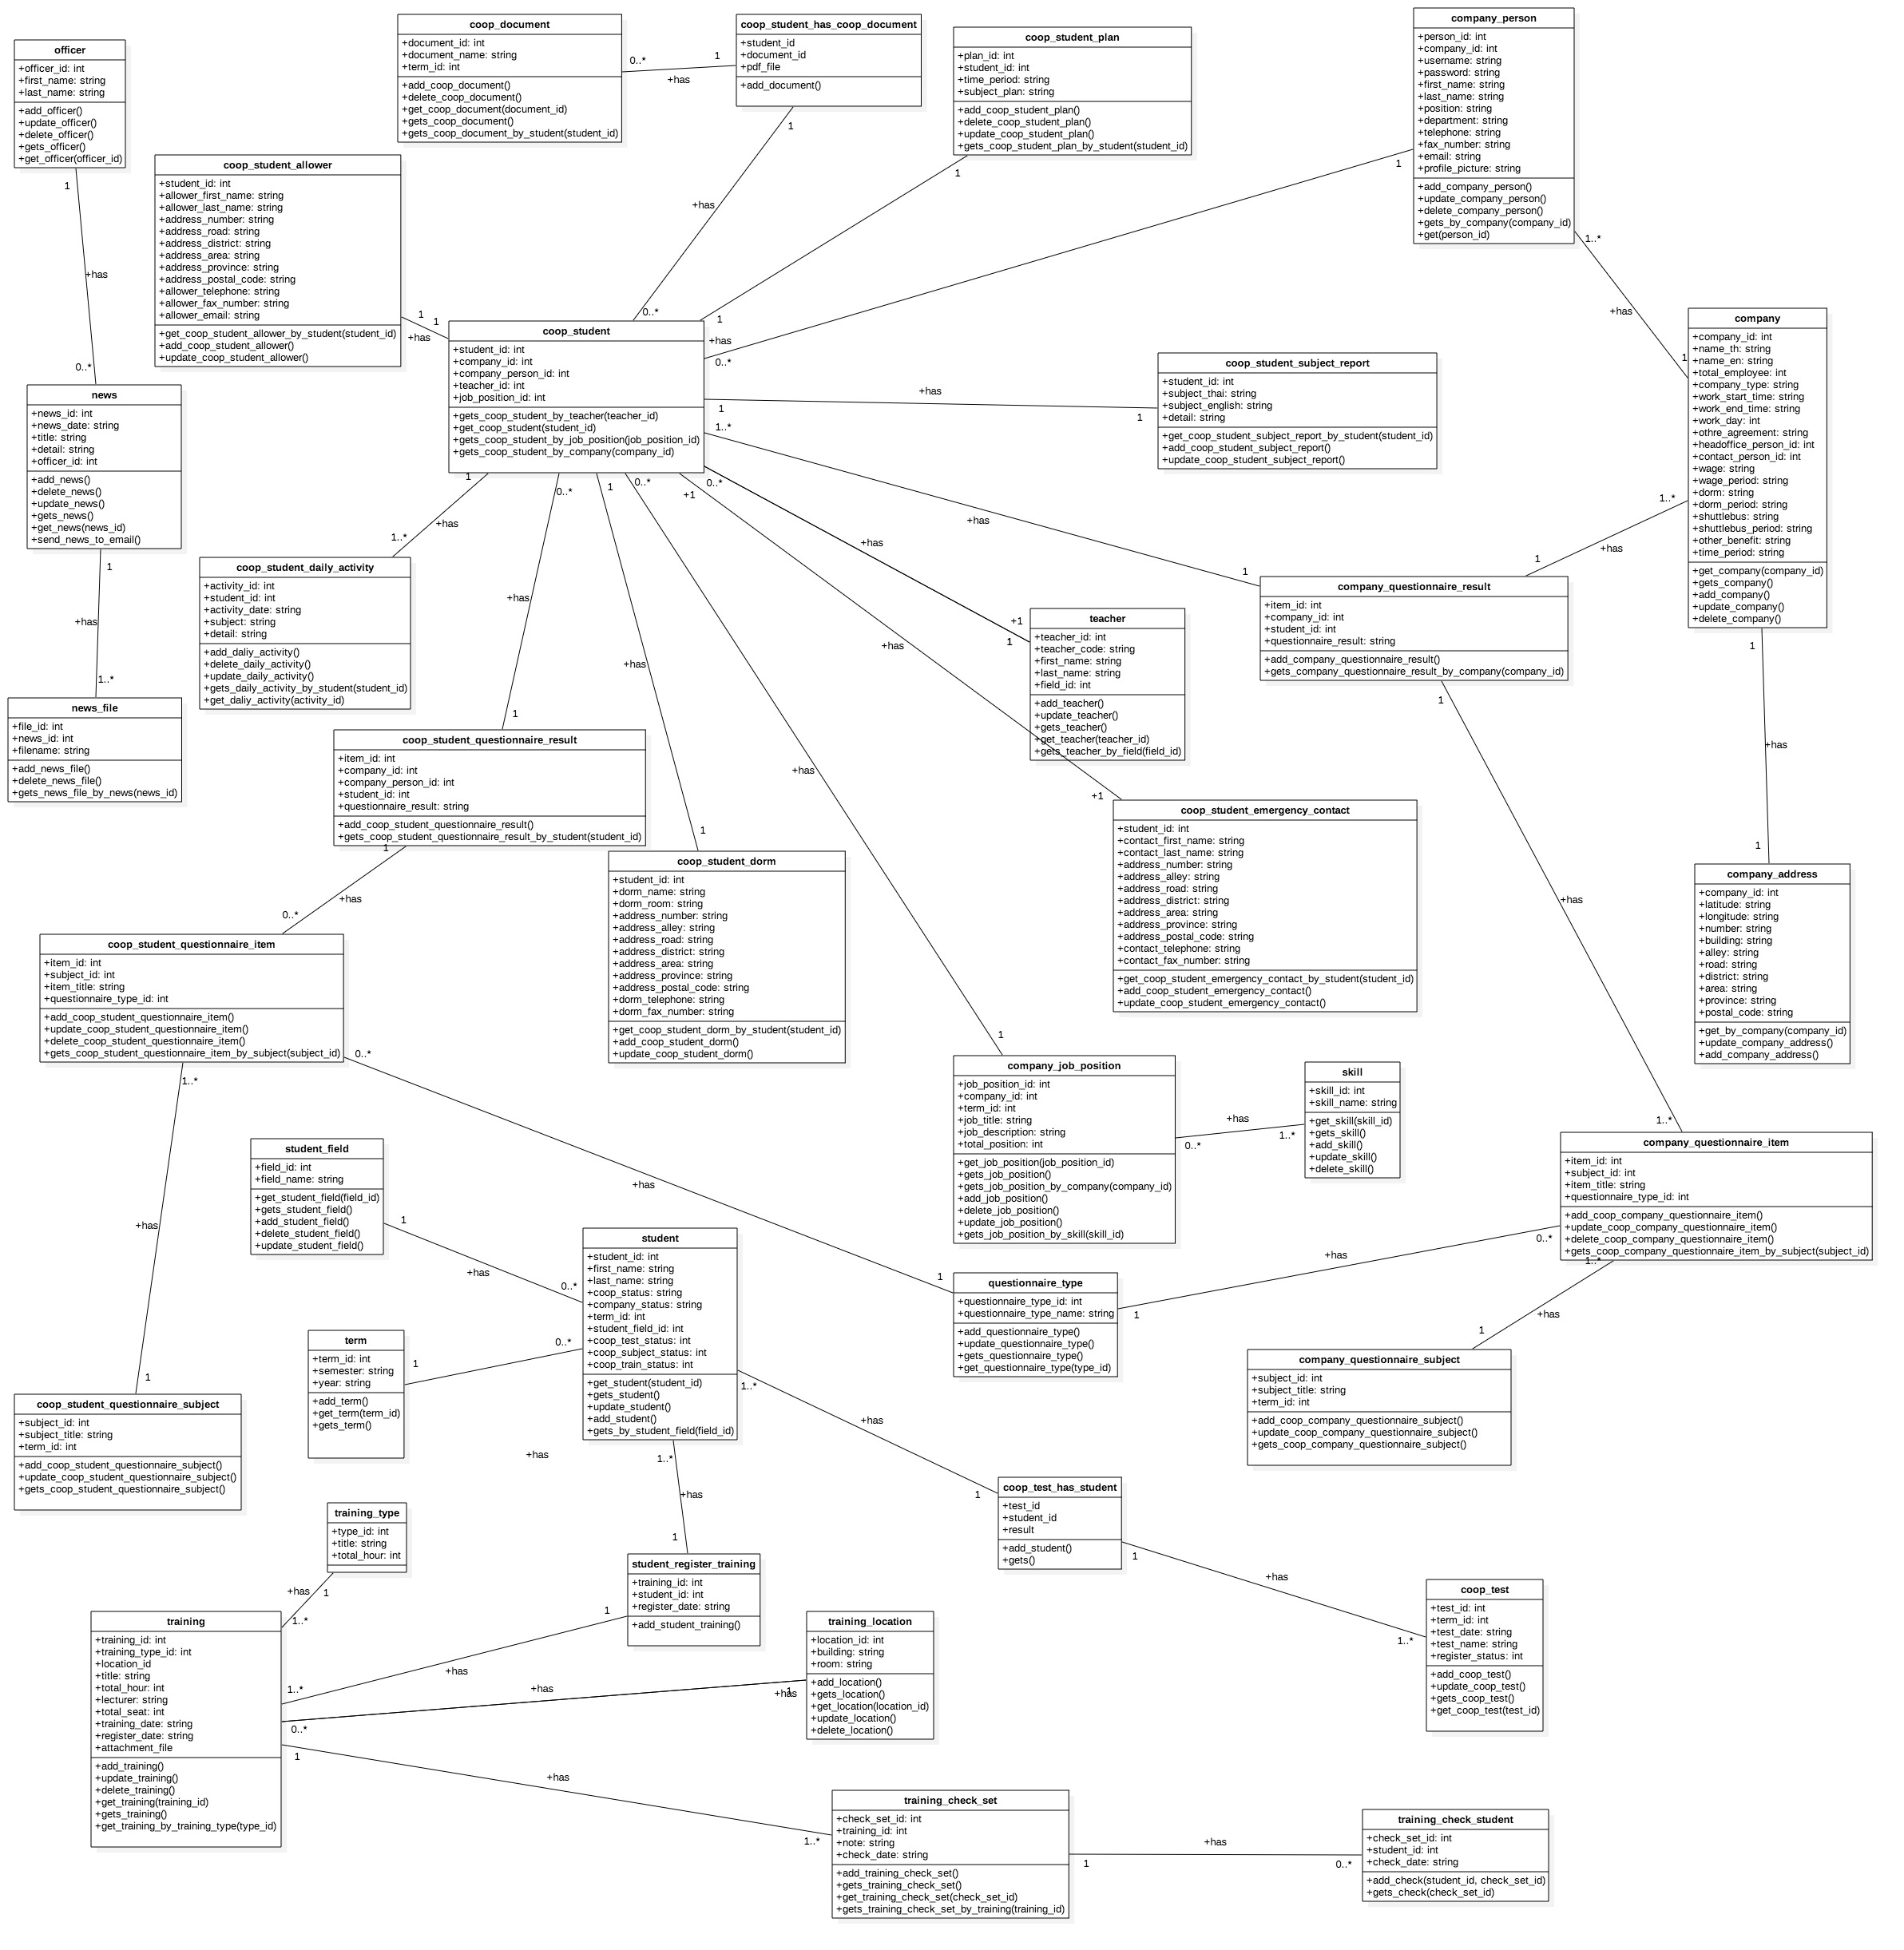 officer
+officer_id: int
+first_name: string
+last_name: string
+add_officer()
+update_officer()
+delete_officer()
+gets_officer()
+get_officer(officer_id)
1
+has
0..*
coop_document
+document_id: int
+document_name: string
+term_id: int
+add_coop_document()
+delete_coop_document()
+get_coop_document(document_id)
+gets_coop_document()
+gets_coop_document_by_student(student_id)
0..*
+has
1
coop_student_has_coop_document
+student_id
+document_id
+pdf_file
+add_document()
1
+has
0..*
coop_student_plan
+plan_id: int
+student_id: int
+time_period: string
+subject_plan: string
+add_coop_student_plan()
+delete_coop_student_plan()
+update_coop_student_plan()
+gets_coop_student_plan_by_student(student_id)
1
1
+has
company_person
+person_id: int
+company_id: int
+username: string
+password: string
+first_name: string
+last_name: string
+position: string
+department: string
+telephone: string
+fax_number: string
+email: string
+profile_picture: string
+add_company_person()
+update_company_person()
+delete_company_person()
+gets_by_company(company_id)
+get(person_id)
1
0..*
1..*
+has
1
coop_student_allower
+student_id: int
+allower_first_name: string
+allower_last_name: string
+address_number: string
+address_road: string
+address_district: string
+address_area: string
+address_province: string
+address_postal_code: string
+allower_telephone: string
+allower_fax_number: string
+allower_email: string
+get_coop_student_allower_by_student(student_id)
+add_coop_student_allower()
+update_coop_student_allower()
1
1
+has
coop_student
+student_id: int
+company_id: int
+company_person_id: int
+teacher_id: int
+job_position_id: int
+gets_coop_student_by_teacher(teacher_id)
+get_coop_student(student_id)
+gets_coop_student_by_job_position(job_position_id)
+gets_coop_student_by_company(company_id)
company
+company_id: int
+name_th: string
+name_en: string
+total_employee: int
+company_type: string
+work_start_time: string
+work_end_time: string
+work_day: int
+othre_agreement: string
+headoffice_person_id: int
+contact_person_id: int
+wage: string
+wage_period: string
+dorm: string
+dorm_period: string
+shuttlebus: string
+shuttlebus_period: string
+other_benefit: string
+time_period: string
+get_company(company_id)
+gets_company()
+add_company()
+update_company()
+delete_company()
coop_student_subject_report
+student_id: int
+subject_thai: string
+subject_english: string
+detail: string
+get_coop_student_subject_report_by_student(student_id)
+add_coop_student_subject_report()
+update_coop_student_subject_report()
+has
1
1
news
+news_id: int
+news_date: string
+title: string
+detail: string
+officer_id: int
+add_news()
+delete_news()
+update_news()
+gets_news()
+get_news(news_id)
+send_news_to_email()
1
+has
1..*
news_file
+file_id: int
+news_id: int
+filename: string
+add_news_file()
+delete_news_file()
+gets_news_file_by_news(news_id)
1
+has
1..*
coop_student_daily_activity
+activity_id: int
+student_id: int
+activity_date: string
+subject: string
+detail: string
+add_daliy_activity()
+delete_daily_activity()
+update_daily_activity()
+gets_daily_activity_by_student(student_id)
+get_daliy_activity(activity_id)
0..*
+has
1
coop_student_questionnaire_result
+item_id: int
+company_id: int
+company_person_id: int
+student_id: int
+questionnaire_result: string
+add_coop_student_questionnaire_result()
+gets_coop_student_questionnaire_result_by_student(student_id)
1
+has
0..*
1
+has
1
coop_student_dorm
+student_id: int
+dorm_name: string
+dorm_room: string
+address_number: string
+address_alley: string
+address_road: string
+address_district: string
+address_area: string
+address_province: string
+address_postal_code: string
+dorm_telephone: string
+dorm_fax_number: string
+get_coop_student_dorm_by_student(student_id)
+add_coop_student_dorm()
+update_coop_student_dorm()
0..*
+has
1
+1
+has
+1
0..*
+has
+1
1
teacher
+teacher_id: int
+teacher_code: string
+first_name: string
+last_name: string
+field_id: int
+add_teacher()
+update_teacher()
+gets_teacher()
+get_teacher(teacher_id)
+gets_teacher_by_field(field_id)
1..*
+has
1
company_questionnaire_result
+item_id: int
+company_id: int
+student_id: int
+questionnaire_result: string
+add_company_questionnaire_result()
+gets_company_questionnaire_result_by_company(company_id)
1..*
+has
1
1
+has
1..*
1
+has
1
coop_student_emergency_contact
+student_id: int
+contact_first_name: string
+contact_last_name: string
+address_number: string
+address_alley: string
+address_road: string
+address_district: string
+address_area: string
+address_province: string
+address_postal_code: string
+contact_telephone: string
+contact_fax_number: string
+get_coop_student_emergency_contact_by_student(student_id)
+add_coop_student_emergency_contact()
+update_coop_student_emergency_contact()
company_address
+company_id: int
+latitude: string
+longitude: string
+number: string
+building: string
+alley: string
+road: string
+district: string
+area: string
+province: string
+postal_code: string
+get_by_company(company_id)
+update_company_address()
+add_company_address()
coop_student_questionnaire_item
+item_id: int
+subject_id: int
+item_title: string
+questionnaire_type_id: int
+add_coop_student_questionnaire_item()
+update_coop_student_questionnaire_item()
+delete_coop_student_questionnaire_item()
+gets_coop_student_questionnaire_item_by_subject(subject_id)
0..*
+has
1
1..*
+has
1
company_job_position
+job_position_id: int
+company_id: int
+term_id: int
+job_title: string
+job_description: string
+total_position: int
+get_job_position(job_position_id)
+gets_job_position()
+gets_job_position_by_company(company_id)
+add_job_position()
+delete_job_position()
+update_job_position()
+gets_job_position_by_skill(skill_id)
0..*
+has
1..*
skill
+skill_id: int
+skill_name: string
+get_skill(skill_id)
+gets_skill()
+add_skill()
+update_skill()
+delete_skill()
company_questionnaire_item
+item_id: int
+subject_id: int
+item_title: string
+questionnaire_type_id: int
+add_coop_company_questionnaire_item()
+update_coop_company_questionnaire_item()
+delete_coop_company_questionnaire_item()
+gets_coop_company_questionnaire_item_by_subject(subject_id)
0..*
+has
1
1..*
+has
1
student_field
+field_id: int
+field_name: string
+get_student_field(field_id)
+gets_student_field()
+add_student_field()
+delete_student_field()
+update_student_field()
1
+has
0..*
student
+student_id: int
+first_name: string
+last_name: string
+coop_status: string
+company_status: string
+term_id: int
+student_field_id: int
+coop_test_status: int
+coop_subject_status: int
+coop_train_status: int
+get_student(student_id)
+gets_student()
+update_student()
+add_student()
+gets_by_student_field(field_id)
questionnaire_type
+questionnaire_type_id: int
+questionnaire_type_name: string
+add_questionnaire_type()
+update_questionnaire_type()
+gets_questionnaire_type()
+get_questionnaire_type(type_id)
term
+term_id: int
+semester: string
+year: string
+add_term()
+get_term(term_id)
+gets_term()
1
0..*
+has
company_questionnaire_subject
+subject_id: int
+subject_title: string
+term_id: int
+add_coop_company_questionnaire_subject()
+update_coop_company_questionnaire_subject()
+gets_coop_company_questionnaire_subject()
coop_student_questionnaire_subject
+subject_id: int
+subject_title: string
+term_id: int
+add_coop_student_questionnaire_subject()
+update_coop_student_questionnaire_subject()
+gets_coop_student_questionnaire_subject()
1..*
+has
1
1..*
+has
1
coop_test_has_student
+test_id
+student_id
+result
+add_student()
+gets()
1
+has
1..*
training_type
+type_id: int
+title: string
+total_hour: int
+has
1
1..*
student_register_training
+training_id: int
+student_id: int
+register_date: string
+add_student_training()
1
+has
1..*
coop_test
+test_id: int
+term_id: int
+test_date: string
+test_name: string
+register_status: int
+add_coop_test()
+update_coop_test()
+gets_coop_test()
+get_coop_test(test_id)
training
+training_id: int
+training_type_id: int
+location_id
+title: string
+total_hour: int
+lecturer: string
+total_seat: int
+training_date: string
+register_date: string
+attachment_file
+add_training()
+update_training()
+delete_training()
+get_training(training_id)
+gets_training()
+get_training_by_training_type(type_id)
0..*
+has
+has
1
training_location
+location_id: int
+building: string
+room: string
+add_location()
+gets_location()
+get_location(location_id)
+update_location()
+delete_location()
1
+has
1..*
training_check_set
+check_set_id: int
+training_id: int
+note: string
+check_date: string
+add_training_check_set()
+gets_training_check_set()
+get_training_check_set(check_set_id)
+gets_training_check_set_by_training(training_id)
1
+has
0..*
training_check_student
+check_set_id: int
+student_id: int
+check_date: string
+add_check(student_id, check_set_id)
+gets_check(check_set_id)